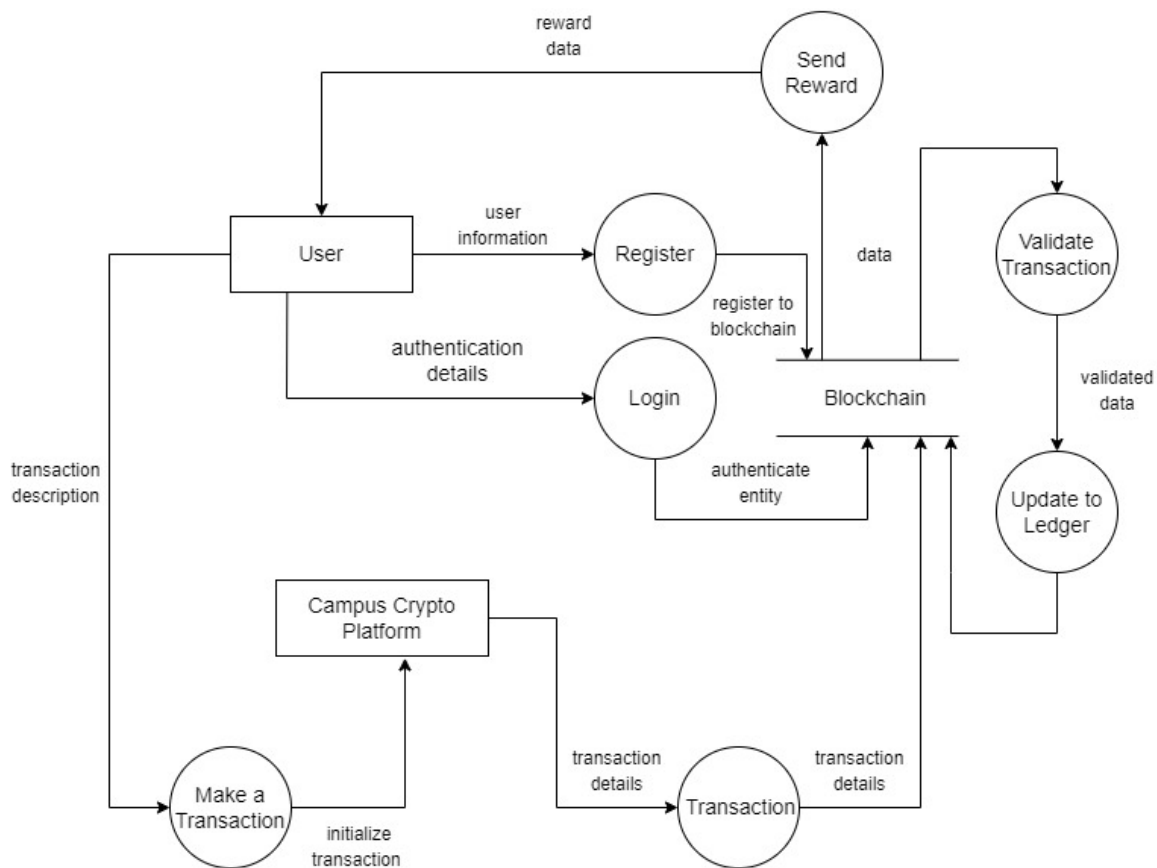 reward
data
Send
Reward
User
user
information
Register
data
Validate
Transaction
register to
blockchain
authentication
details
Login
Blockchain
validated
data
transaction
description
authenticate
entity
Update to
Ledger
Campus Crypto
Platform
Make a
Transaction
initialize
transaction
transaction
details
Transaction
transaction
details